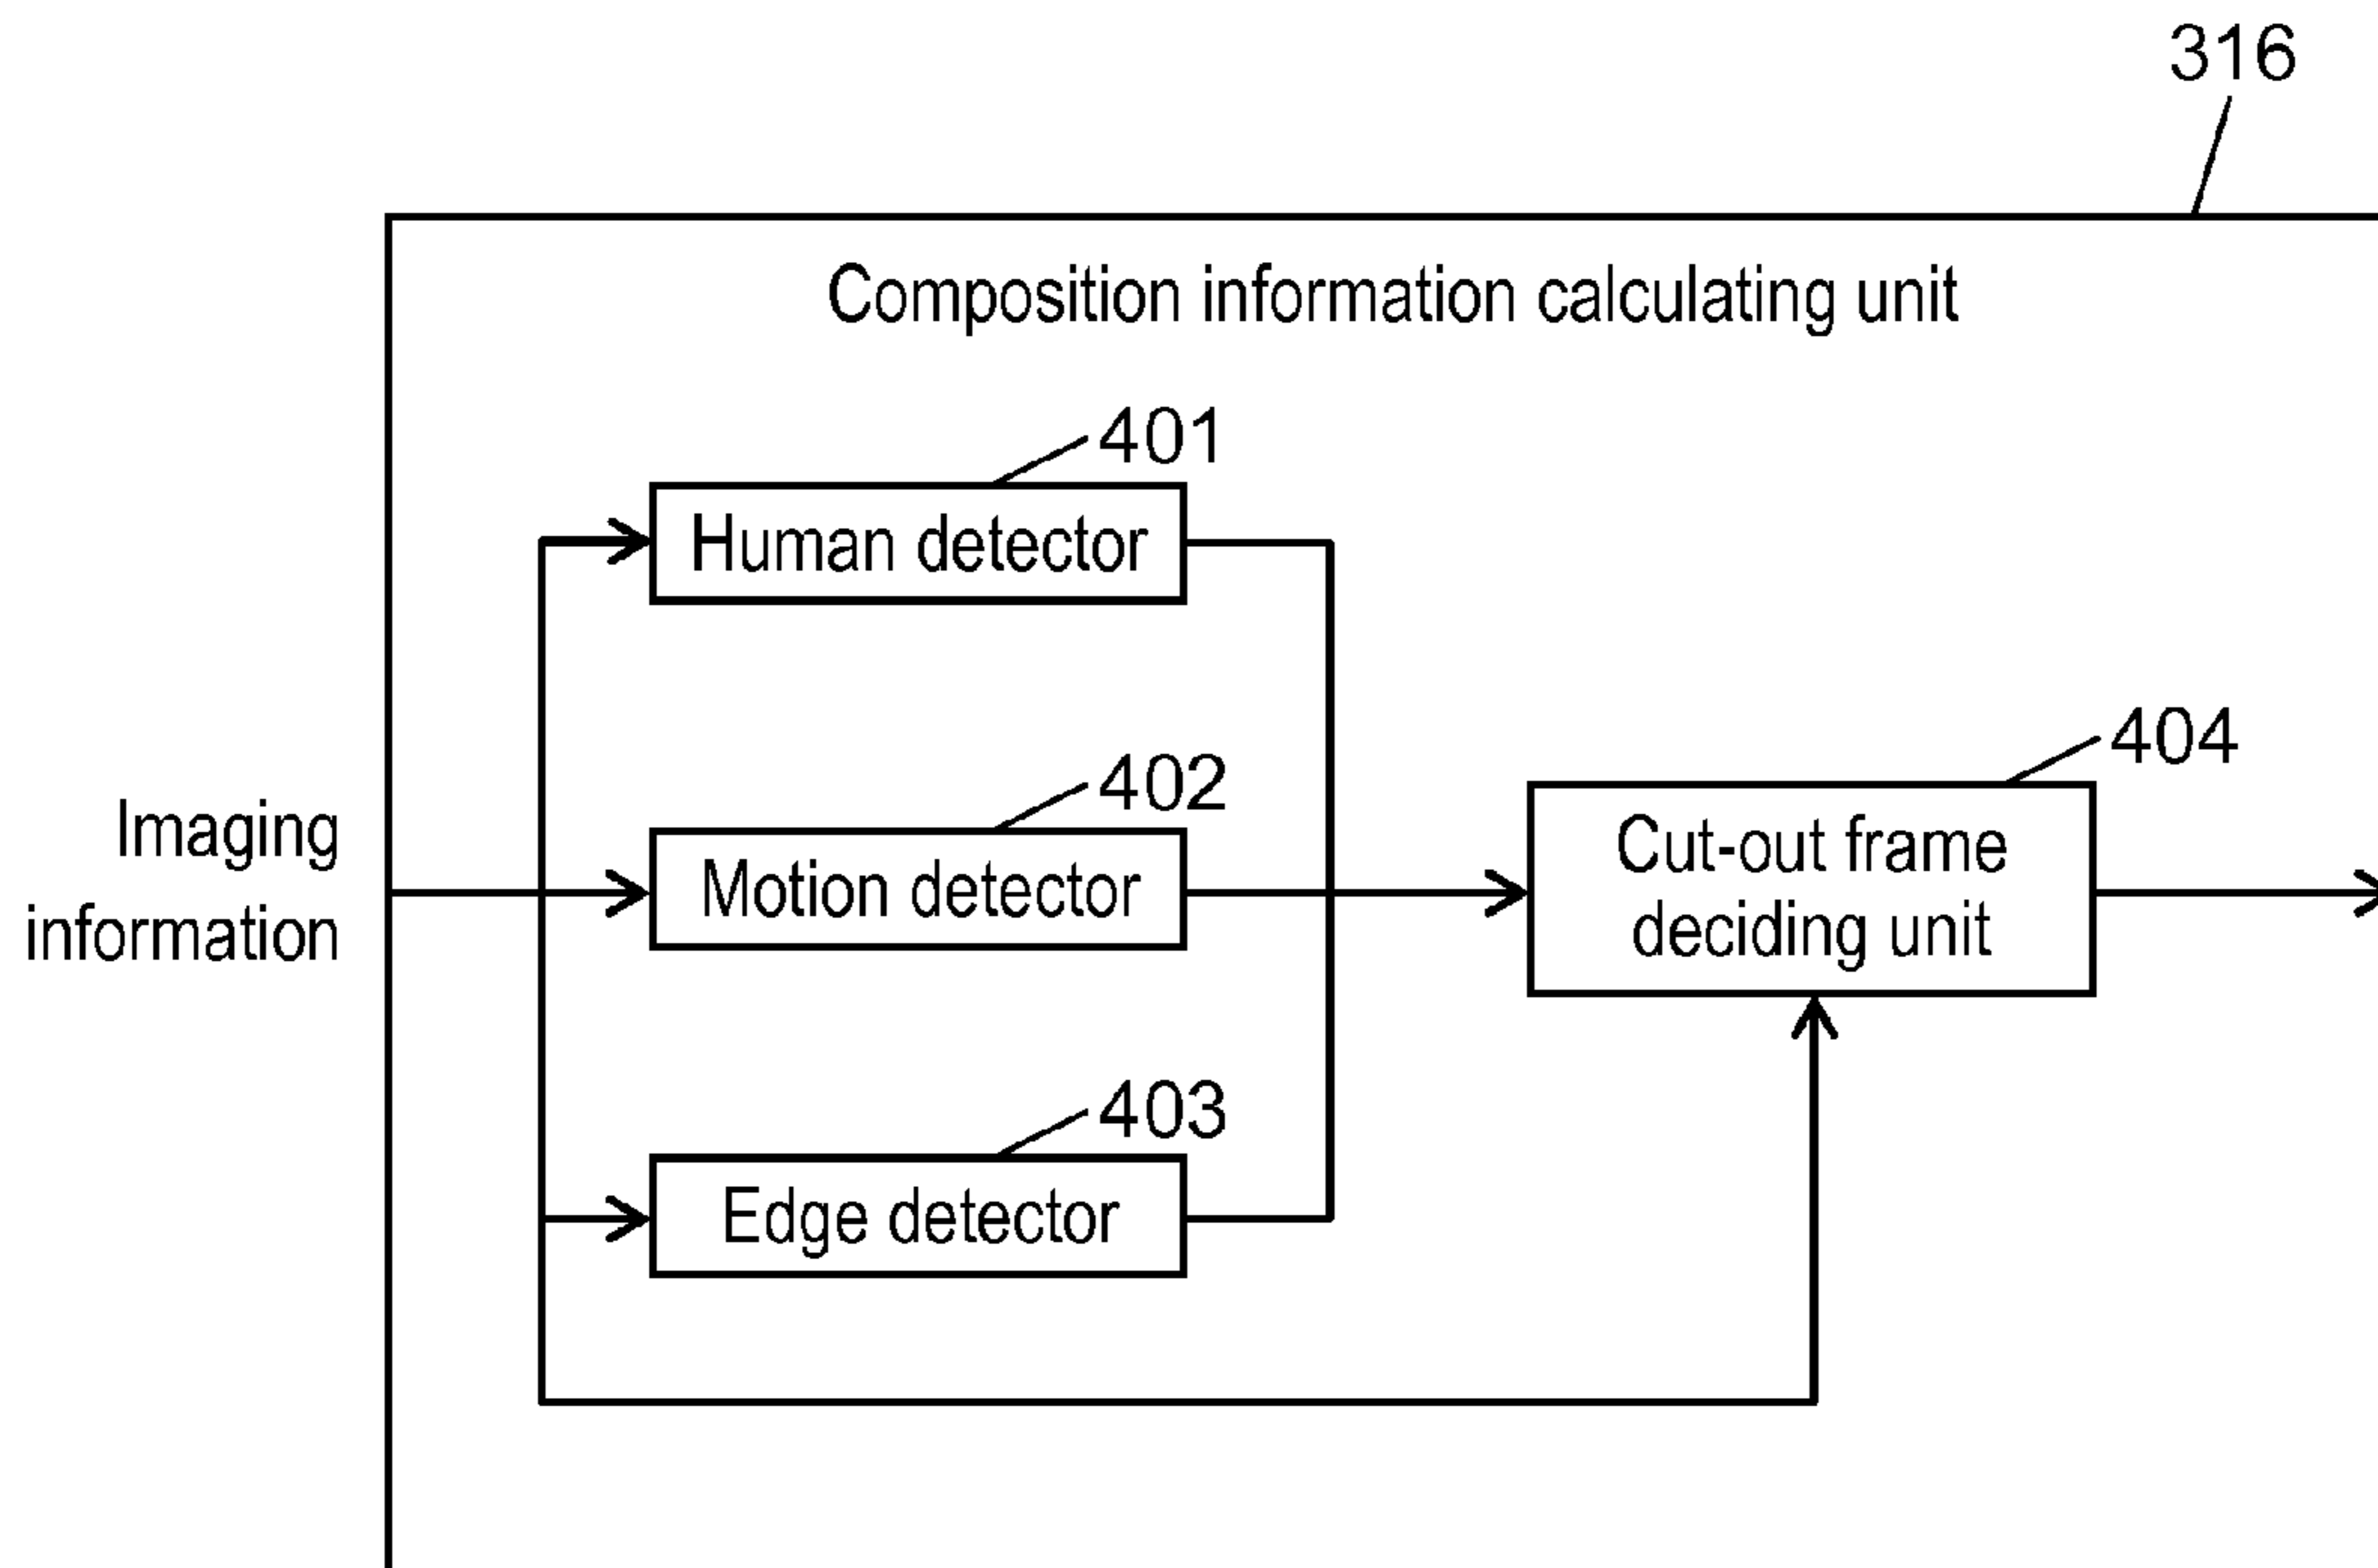 316
Composition information calculating unit
401
Human detector
402
Motion detector
404
Cut-out frame
deciding unit
Imaging
information
403
Edge detector